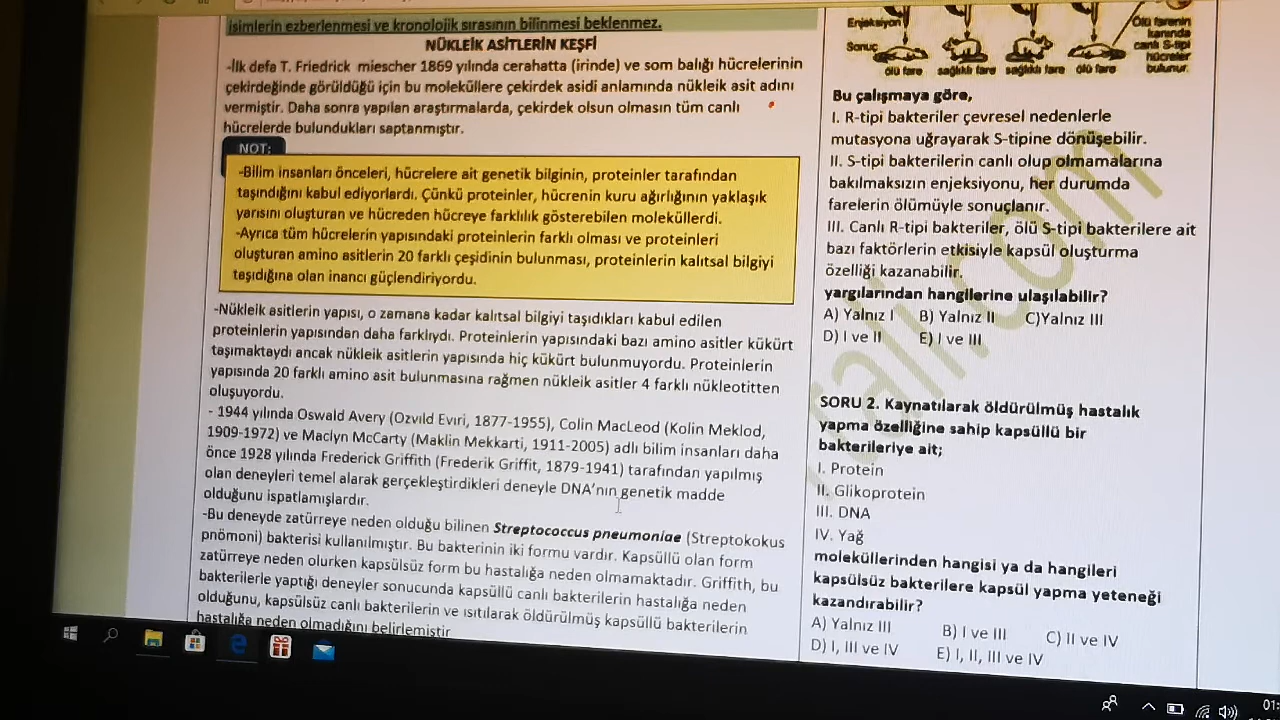 isimlerin ezberlenmesi ve kronolojik sırasının bilinmesi beklenmez.
NÜKLEİK ASİTLERİN KEŞFİ
-İlk defa T. Friedrick miescher 1869 yılında cerahatta (irinde) ve som balığı hücrelerinin
çekirdeğinde görüldüğü için bu moleküllere çekirdek asidi anlamında nükleik asit adını
vermiştir. Daha sonra yapılan araştırmalarda, çekirdek olsun olmasın tüm canlı
hücrelerde bulundukları saptanmıştır.
NOT:
-Bilim insanları önceleri, hücrelere ait genetik bilginin, proteinler tarafından
taşındığını kabul ediyorlardı. Çünkü proteinler, hücrenin kuru ağırlığının yaklaşık
yarısını oluşturan ve hücreden hücreye farklılık gösterebilen moleküllerdi.
-Ayrıca tüm hücrelerin yapısındaki proteinlerin farklı olması ve proteinleri
oluşturan amino asitlerin 20 farklı çeşidinin bulunması, proteinlerin kalıtsal bilgiyi
taşıdığına olan inancı güçlendiriyordu.
-Nükleik asitlerin yapısı, o zamana kadar kalıtsal bilgiyi taşıdıkları kabul edilen
proteinlerin yapısından daha farklıydı. Proteinlerin yapısındaki bazı amino asitler kükürt
taşımaktaydı ancak nükleik asitlerin yapısında hiç kükürt bulunmuyordu. Proteinlerin
yapısında 20 farklı amino asit bulunmasına rağmen nükleik asitler 4 farklı nükleotitten
oluşuyordu.
- 1944 yılında Oswald Avery (Ozvıld Evıri, 1877-1955), Colin MacLeod (Kolin Meklod,
1909-1972) ve Maclyn McCarty (Maklin Mekkarti, 1911-2005) adlı bilim insanları daha
önce 1928 yılında Frederick Griffith (Frederik Griffit, 1879-1941) tarafından yapılmış
olan deneyleri temel alarak gerçekleştirdikleri deneyle DNA'nın genetik madde
olduğunu ispatlamışlardır.
-Bu deneyde zatürreye neden olduğu bilinen Streptococcus pneumoniae (Streptokokus
pnömoni) bakterisi kullanılmıştır. Bu bakterinin iki formu vardır. Kapsüllü olan form
zatürreye neden olurken kapsülsüz form bu hastalığa neden olmamaktadır. Griffith, bu
bakterilerle yaptığı deneyler sonucunda kapsüllü canlı bakterilerin hastalığa neden
olduğunu, kapsülsüz canlı bakterilerin ve ısıtılarak öldürülmüş kapsüllü bakterilerin
hastalığa neden olmadığını belirlemiştir
Enjeksiyon
Ölü farenin
kanında
canlı S-tipi
hücreler
bulunur.
Sonuç
ölü fare sağlıklı fare sağlıklı fare ölü fare
Bu çalışmaya göre,
I. R-tipi bakteriler çevresel nedenlerle
mutasyona uğrayarak S-tipine dönüşebilir.
II. S-tipi bakterilerin canlı olup olmamalarına
bakılmaksızın enjeksiyonu, her durumda
farelerin ölümüyle sonuçlanır.
III. Canlı R-tipi bakteriler, ölü S-tipi bakterilere ait
bazı faktörlerin etkisiyle kapsül oluşturma
özelliği kazanabilir.
yargılarından hangilerine ulaşılabilir?
A) Yalnız I B) Yalnız II C)Yalnız III
D) I ve II E) I ve III
SORU 2. Kaynatılarak öldürülmüş hastalık
yapma özelliğine sahip kapsüllü bir
bakterileriye ait;
I. Protein
II. Glikoprotein
III. DNA
IV. Yağ
moleküllerinden hangisi ya da hangileri
kapsülsüz bakterilere kapsül yapma yeteneği
kazandırabilir?
A) Yalnız III B) I ve III C) II ve IV
D) I, III ve IV E) I, II, III ve IV